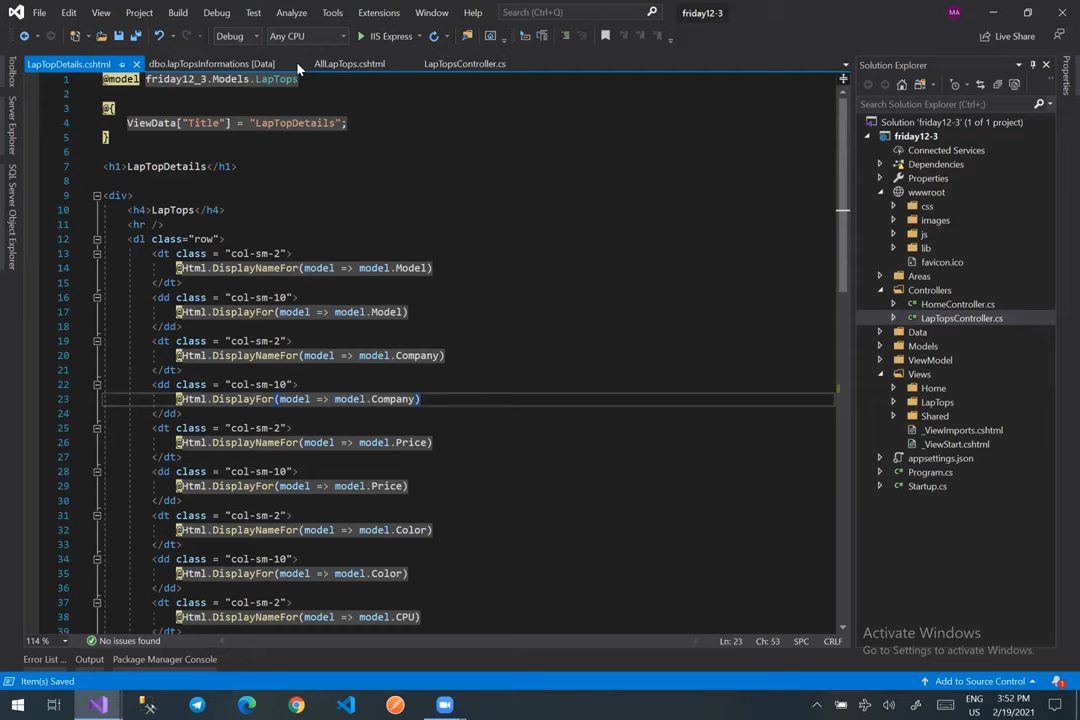 File Edit View Project Build Debug Test Analyze Tools Extensions Window Help Search (Ctrl+Q) friday12-3 MA
Debug Any CPU IIS Express Live Share
LapTopDetails.cshtml dbo.lapTopsInformations [Data] AllLapTops.cshtml LapTopsController.cs
Toolbox
Server Explorer
SQL Server Object Explorer
1 @model friday12_3.Models.LapTops
2
3 @{
4 ViewData["Title"] = "LapTopDetails";
5 }
6
7 <h1>LapTopDetails</h1>
8
9 <div>
10 <h4>LapTops</h4>
11 <hr />
12 <dl class="row">
13 <dt class = "col-sm-2">
14 @Html.DisplayNameFor(model => model.Model)
15 </dt>
16 <dd class = "col-sm-10">
17 @Html.DisplayFor(model => model.Model)
18 </dd>
19 <dt class = "col-sm-2">
20 @Html.DisplayNameFor(model => model.Company)
21 </dt>
22 <dd class = "col-sm-10">
23 @Html.DisplayFor(model => model.Company)
24 </dd>
25 <dt class = "col-sm-2">
26 @Html.DisplayNameFor(model => model.Price)
27 </dt>
28 <dd class = "col-sm-10">
29 @Html.DisplayFor(model => model.Price)
30 </dd>
31 <dt class = "col-sm-2">
32 @Html.DisplayNameFor(model => model.Color)
33 </dt>
34 <dd class = "col-sm-10">
35 @Html.DisplayFor(model => model.Color)
36 </dd>
37 <dt class = "col-sm-2">
38 @Html.DisplayNameFor(model => model.CPU)
39 </dt>
Solution Explorer
Search Solution Explorer (Ctrl+;)
Solution 'friday12-3' (1 of 1 project)
friday12-3
Connected Services
Dependencies
Properties
wwwroot
css
images
js
lib
favicon.ico
Areas
Controllers
HomeController.cs
LapTopsController.cs
Data
Models
ViewModel
Views
Home
LapTops
Shared
_ViewImports.cshtml
_ViewStart.cshtml
appsettings.json
Program.cs
Startup.cs
Properties
Activate Windows
Go to Settings to activate Windows.
114 % No issues found Ln: 23 Ch: 53 SPC CRLF
Error List ... Output Package Manager Console
Item(s) Saved Add to Source Control 1
ENG
US
3:52 PM
2/19/2021